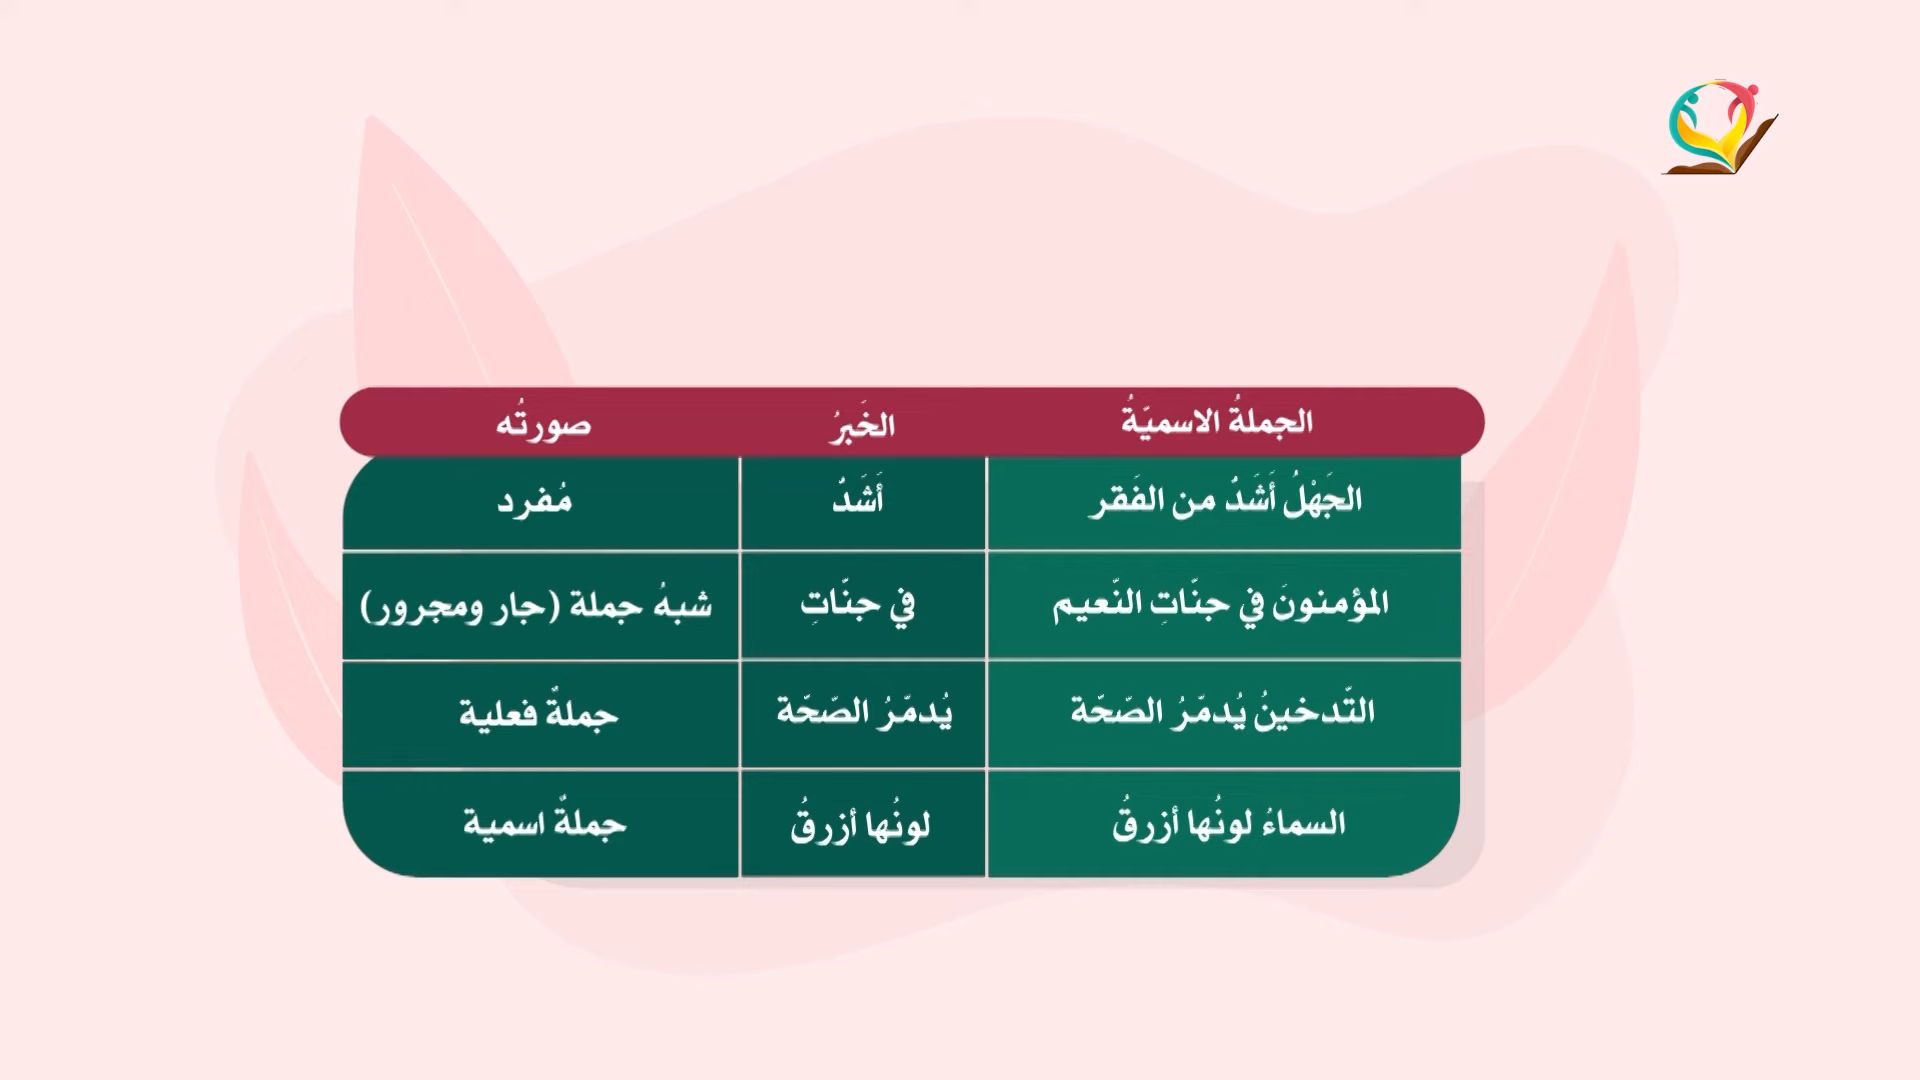 الجملةُ الاسميّةُ الخَبرُ صورتُه
الجَهْلُ أَشَدُّ من الفَقر أَشَدُّ مُفرد
المؤمنونَ في جنّاتِ النّعيم في جنّاتِ شبهُ جملة (جار ومجرور)
التّدخينُ يُدمّرُ الصّحّة يُدمّرُ الصّحّة جملةٌ فعلية
السماءُ لونُها أزرقُ لونُها أزرقُ جملةٌ اسمية